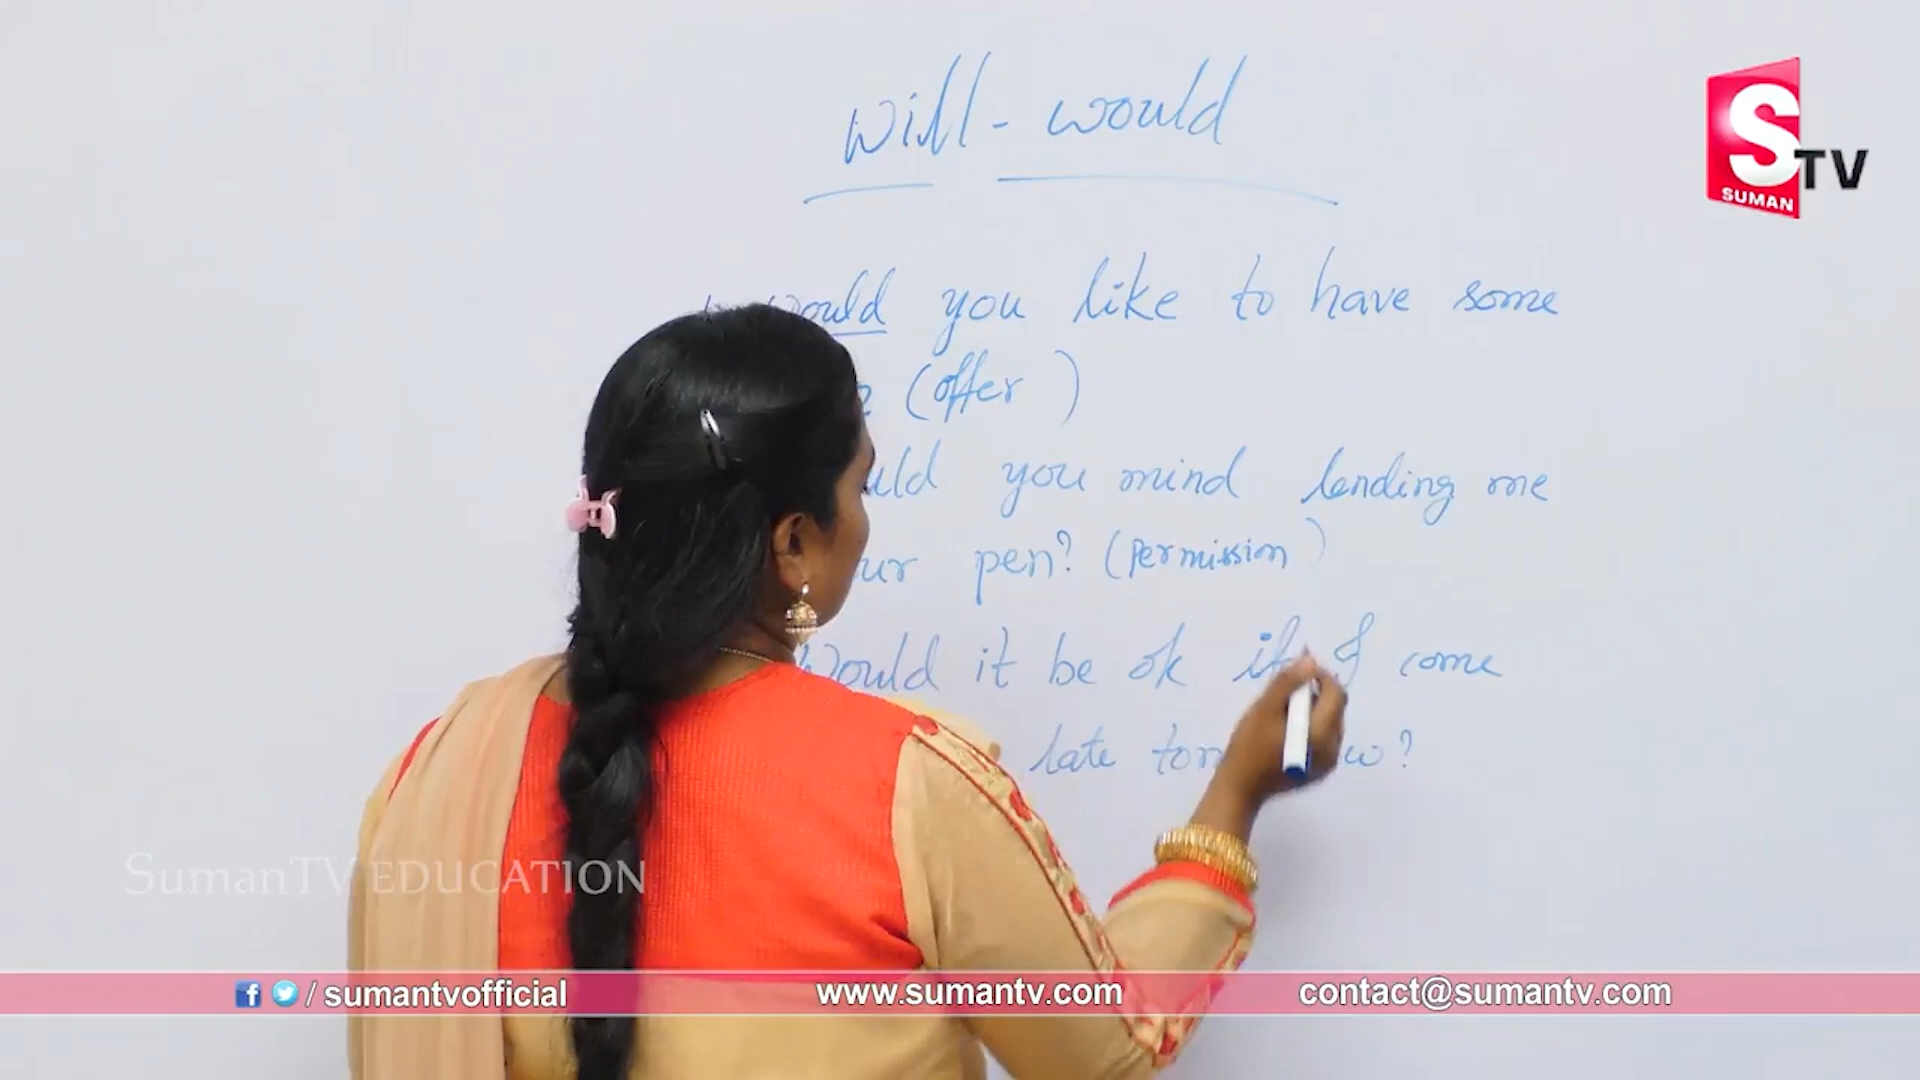 will - would
would you like to have some
(offer)
you mind lending me
pen? (permission)
Would it be ok if I come
late
S
TV
SUMAN
SumanTV EDUCATION
/ sumantvofficial
www.sumantv.com
contact@sumantv.com